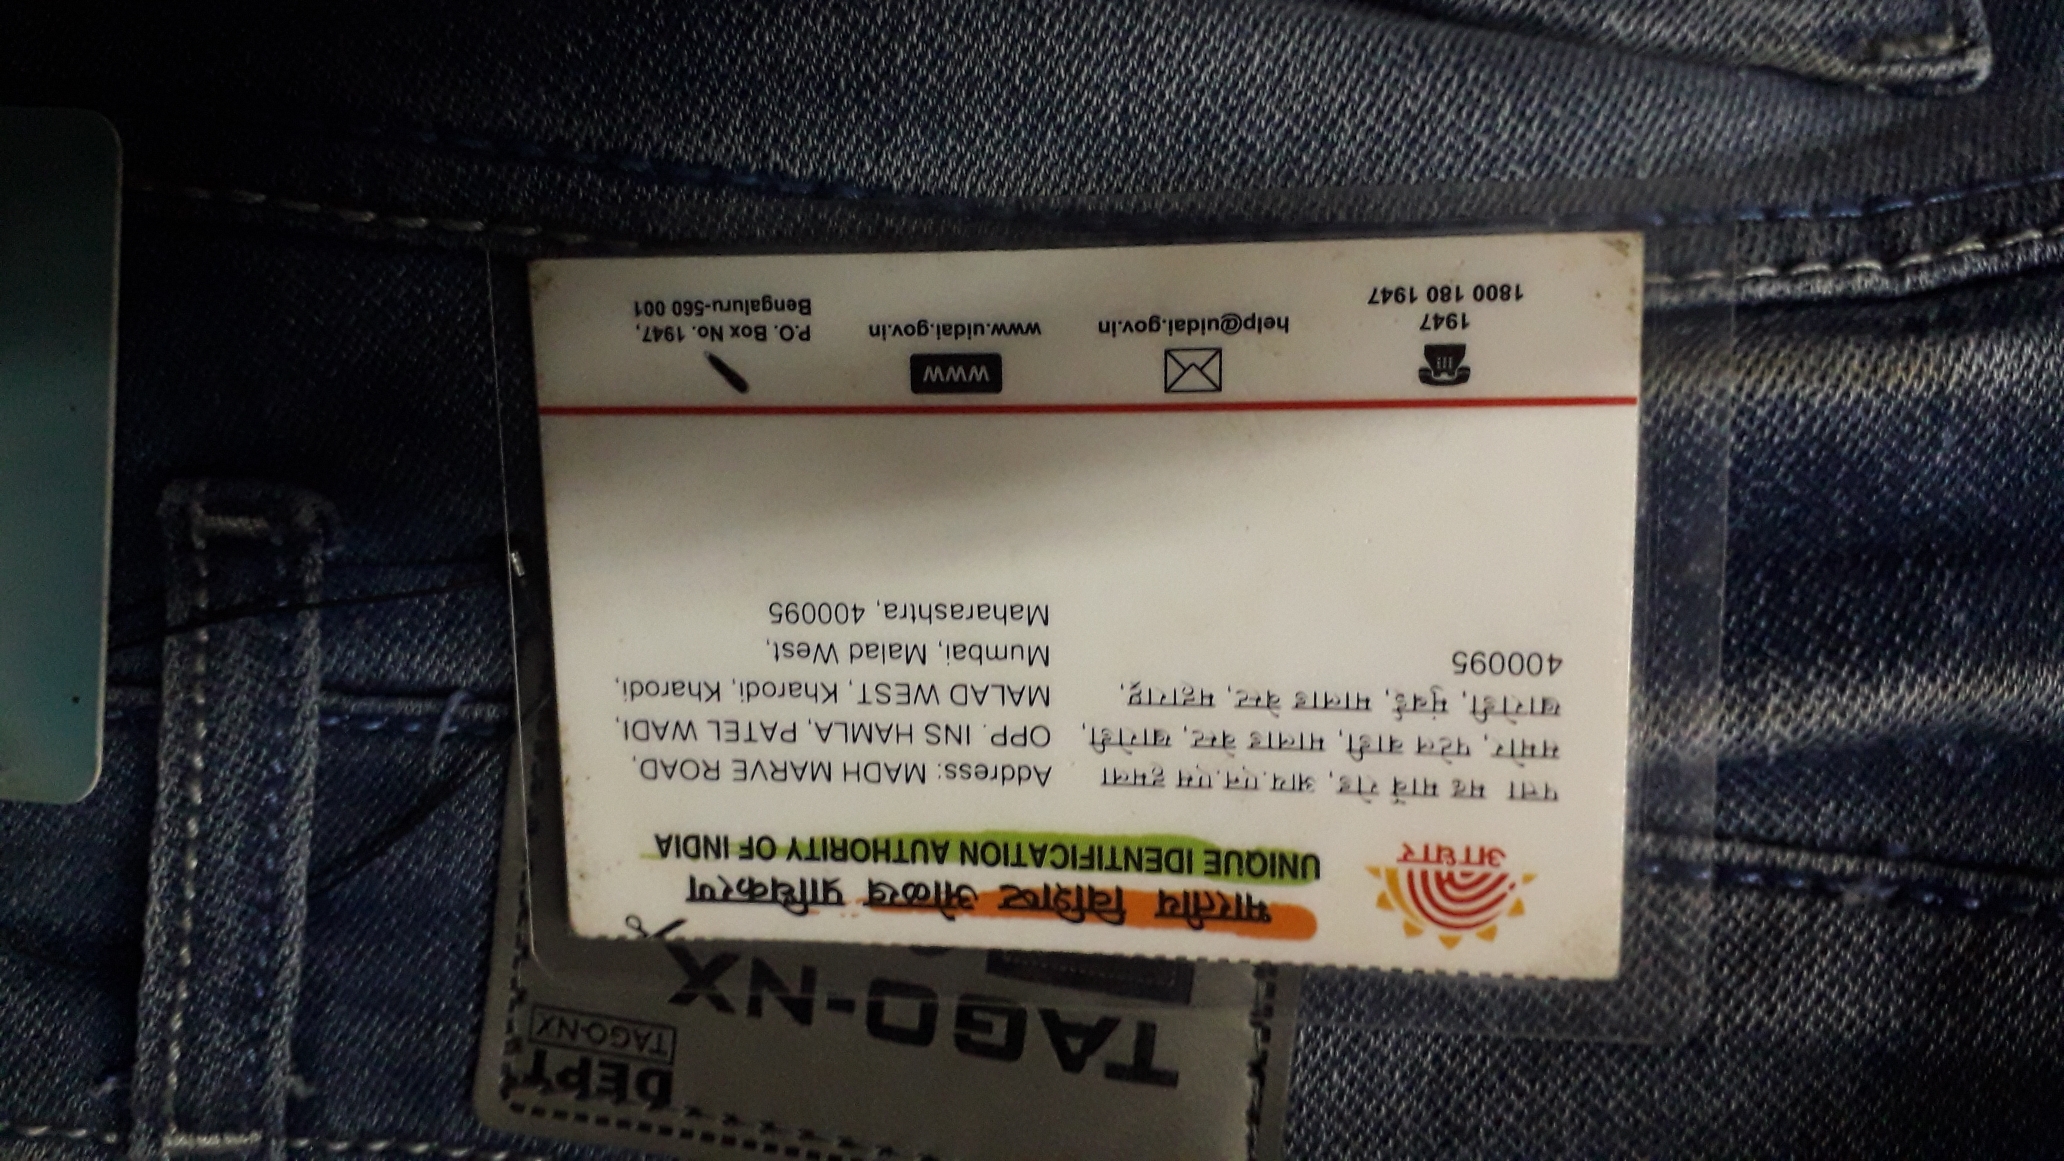 भारतीय विशिष्ट ओळख प्राधिकरण
UNIQUE IDENTIFICATION AUTHORITY OF INDIA
आधार
पत्ता मढ मार्वे रोड, आय.एन.एस हमला
समोर, पटेल वाडी, मालाड वेस्ट, खारोडी,
खारोडी, मुंबई, मालाड वेस्ट, महाराष्ट्र,
400095
Address: MADH MARVE ROAD,
OPP. INS HAMLA, PATEL WADI,
MALAD WEST, Kharodi, Kharodi,
Mumbai, Malad West,
Maharashtra, 400095
1947
1800 180 1947
help@uidai.gov.in
WWW
www.uidai.gov.in
P.O. Box No. 1947,
Bengaluru-560 001
DEPT
TAGO-NX
TAGO-NX